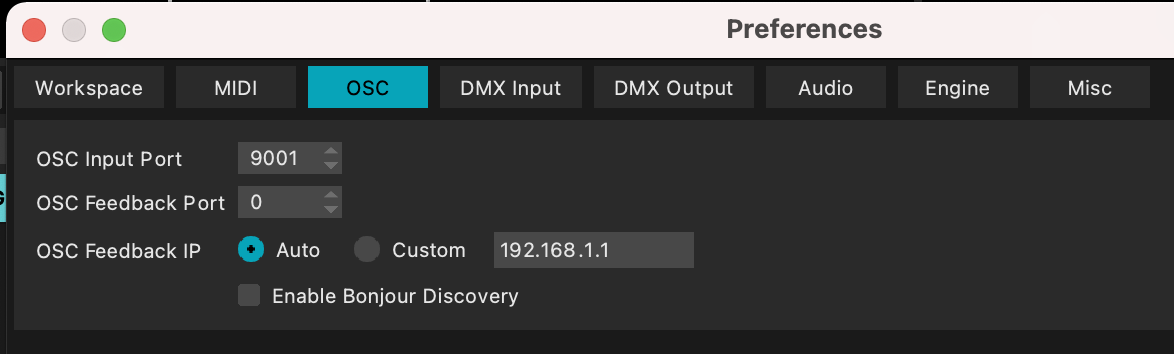 Preferences
Workspace MIDI OSC DMX Input DMX Output Audio Engine Misc
OSC Input Port 9001
OSC Feedback Port 0
OSC Feedback IP Auto Custom 192.168.1.1
Enable Bonjour Discovery